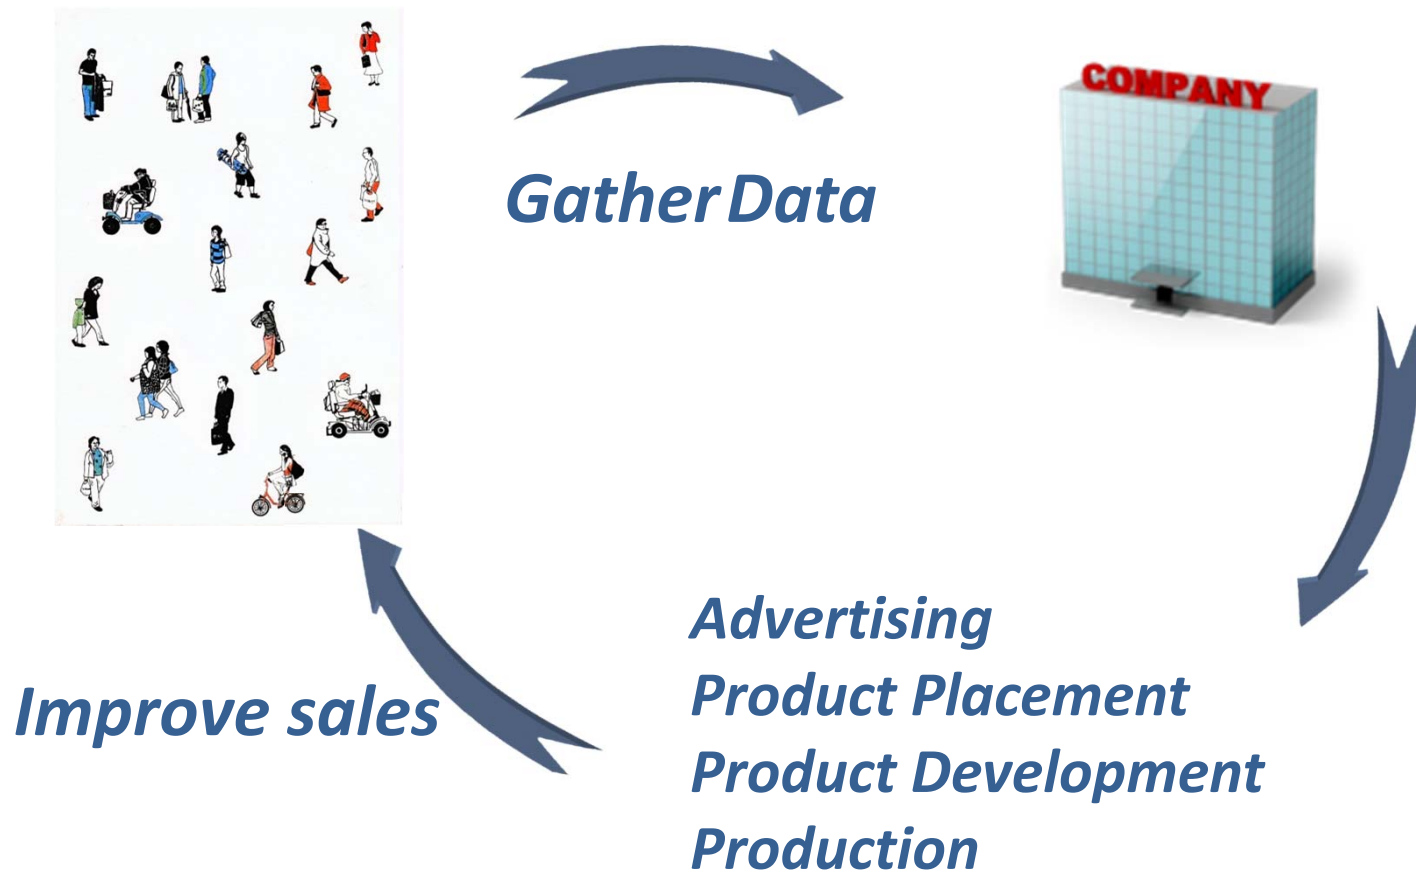 COMPANY
Gather Data
Advertising
Product Placement
Improve sales
Product Development
Production